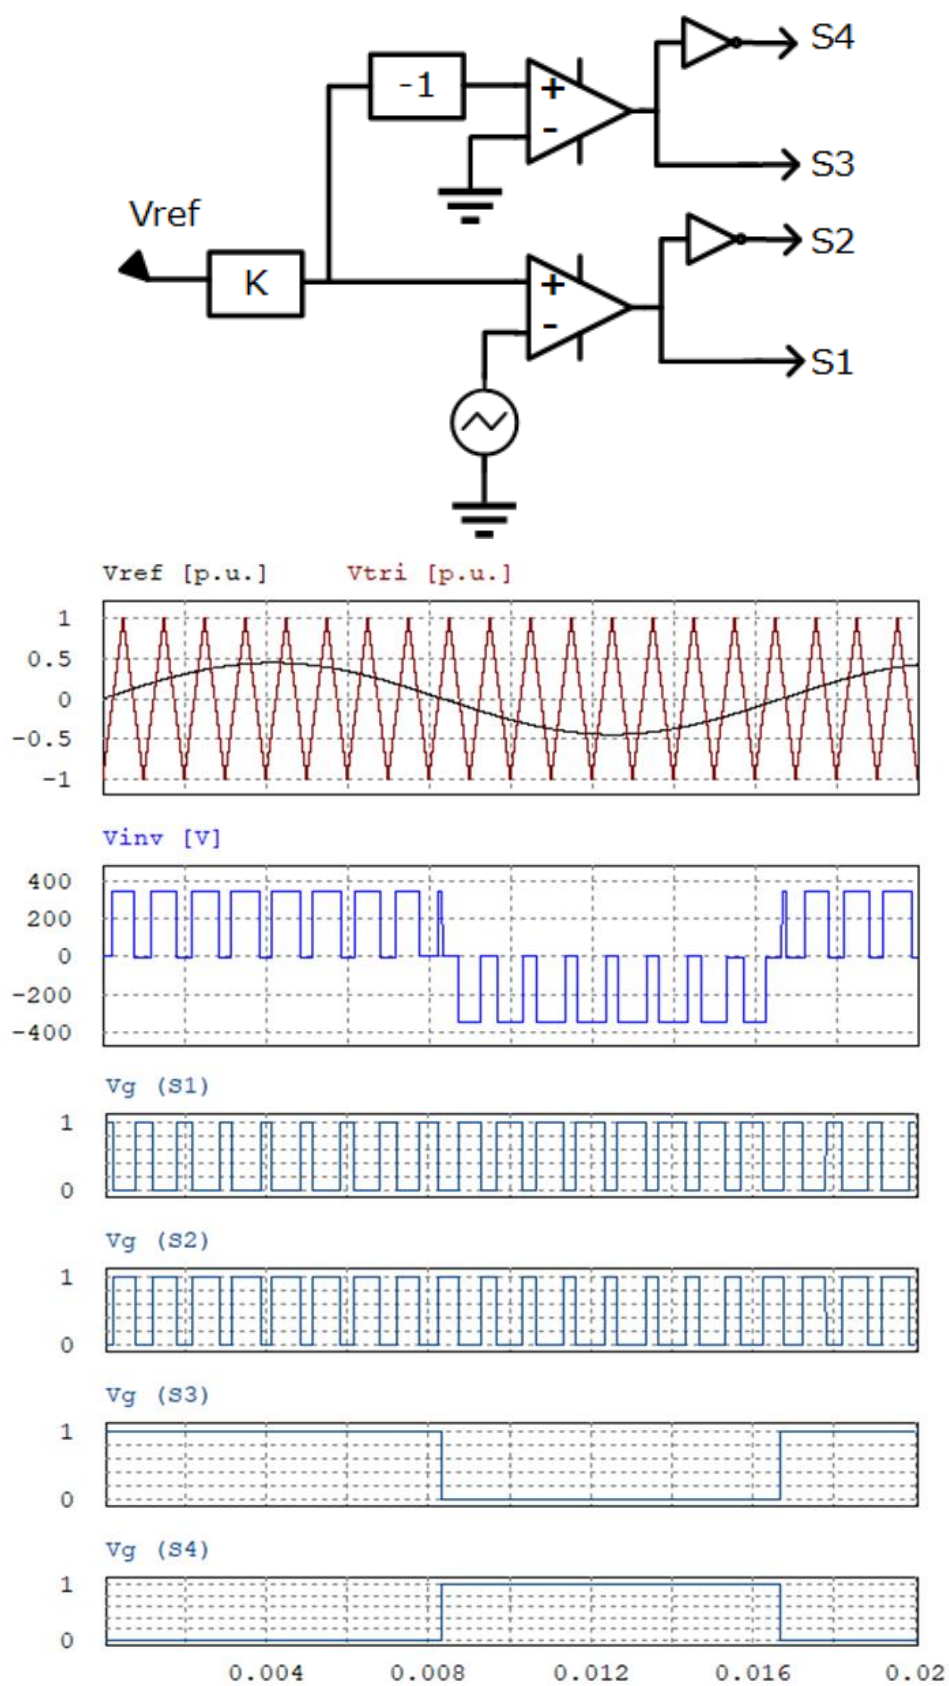 S4
-1
+
-
S3
Vref
S2
K
+
-
S1
Vref [p.u.] Vtri [p.u.]
1
0.5
0
-0.5
-1
Vinv [V]
400
200
0
-200
-400
Vg (S1)
1
0
Vg (S2)
1
0
Vg (S3)
1
0
Vg (S4)
1
0
0.004 0.008 0.012 0.016 0.02